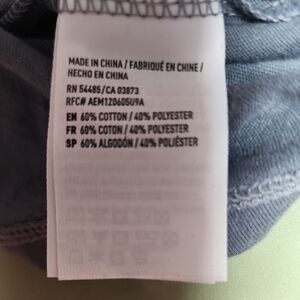 MADE IN CHINA / FABRIQUÉ EN CHINE /
HECHO EN CHINA
RN 54485/CA 03873
RFC# AEM120605U9A
EN 60% COTTON / 40% POLYESTER
FR 60% COTON / 40% POLYESTER
SP 60% ALGODÓN / 40% POLIÉSTER